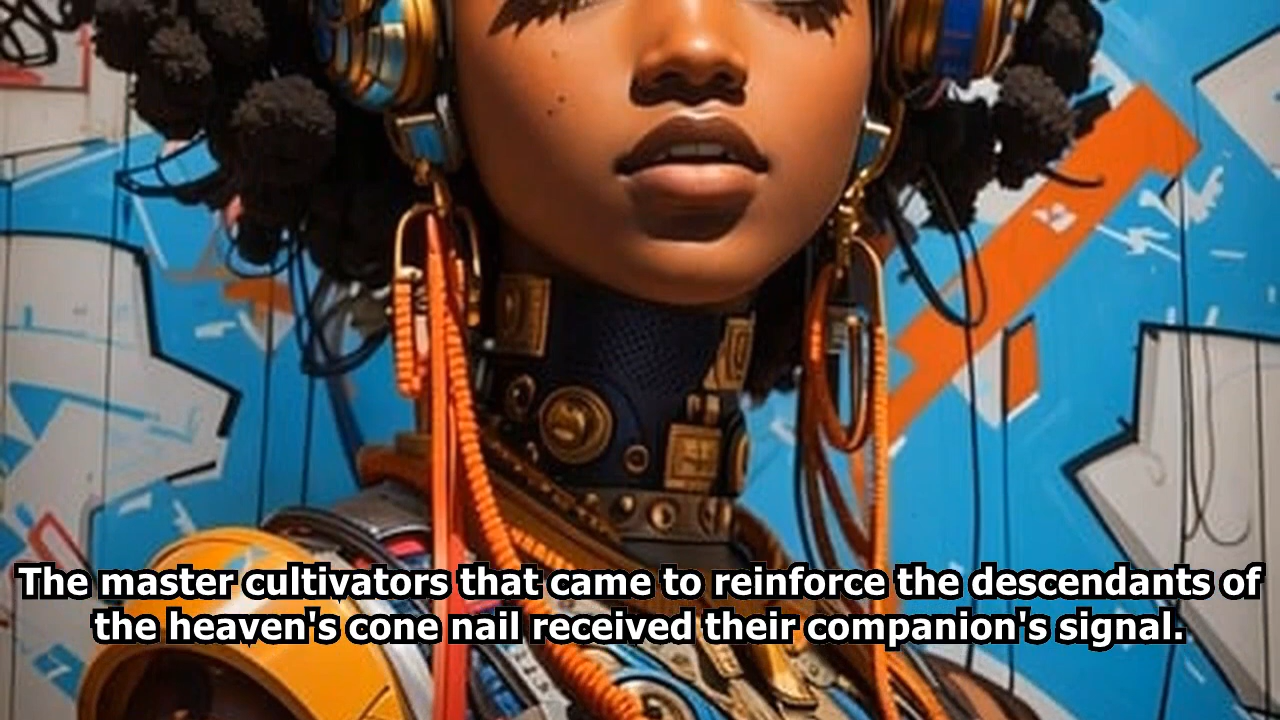 The master cultivators that came to reinforce the descendants of
the heaven's cone nail received their companion's signal.